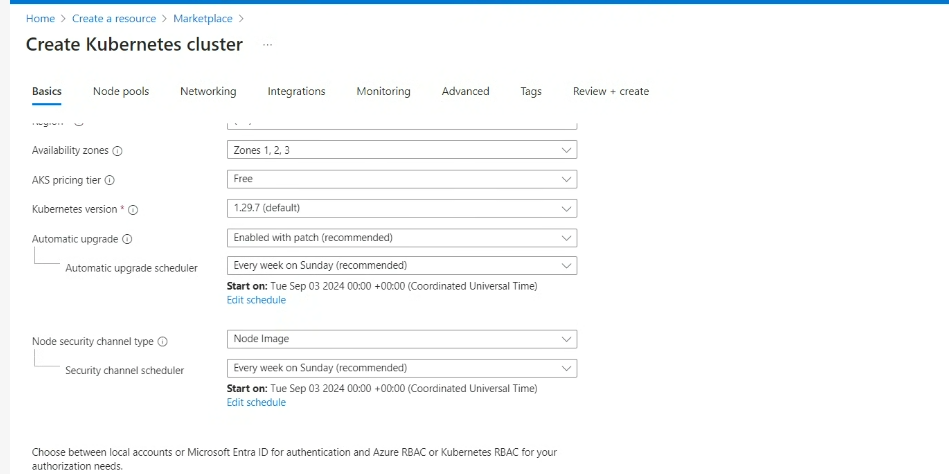 Home > Create a resource > Marketplace >
Create Kubernetes cluster ...
Basics Node pools Networking Integrations Monitoring Advanced Tags Review + create
Availability zones Zones 1, 2, 3
AKS pricing tier Free
Kubernetes version * 1.29.7 (default)
Automatic upgrade Enabled with patch (recommended)
Automatic upgrade scheduler Every week on Sunday (recommended)
Start on: Tue Sep 03 2024 00:00 +00:00 (Coordinated Universal Time)
Edit schedule
Node security channel type Node Image
Security channel scheduler Every week on Sunday (recommended)
Start on: Tue Sep 03 2024 00:00 +00:00 (Coordinated Universal Time)
Edit schedule
Choose between local accounts or Microsoft Entra ID for authentication and Azure RBAC or Kubernetes RBAC for your
authorization needs.